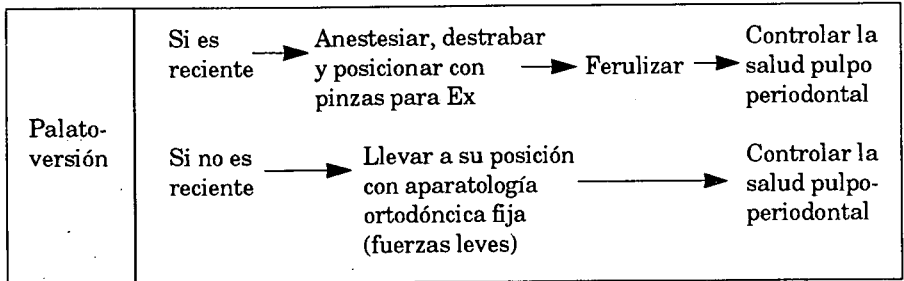 Palato-
versión
Si es
reciente
Anestesiar, destrabar
y posicionar con
pinzas para Ex
Ferulizar
Controlar la
salud pulpo
periodontal
Si no es
reciente
Llevar a su posición
con aparatología
ortodóncica fija
(fuerzas leves)
Controlar la
salud pulpo-
periodontal